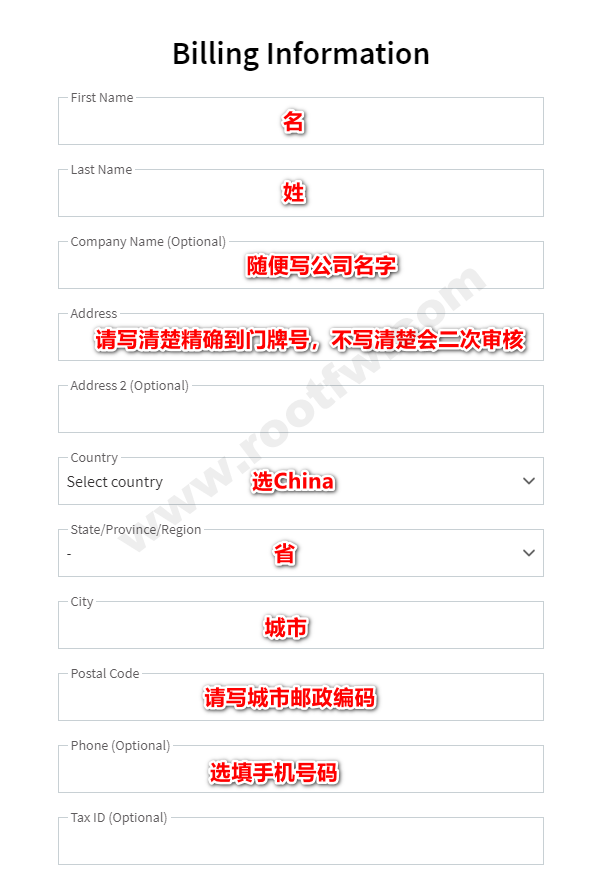 Billing Information
First Name
名
Last Name
姓
Company Name (Optional)
随便写公司名字
Address
请写清楚精确到门牌号，不写清楚会二次审核
Address 2 (Optional)
Country
Select country 选China
State/Province/Region
- 省
City
城市
Postal Code
请写城市邮政编码
Phone (Optional)
选填手机号码
Tax ID (Optional)
www.rootfw.com